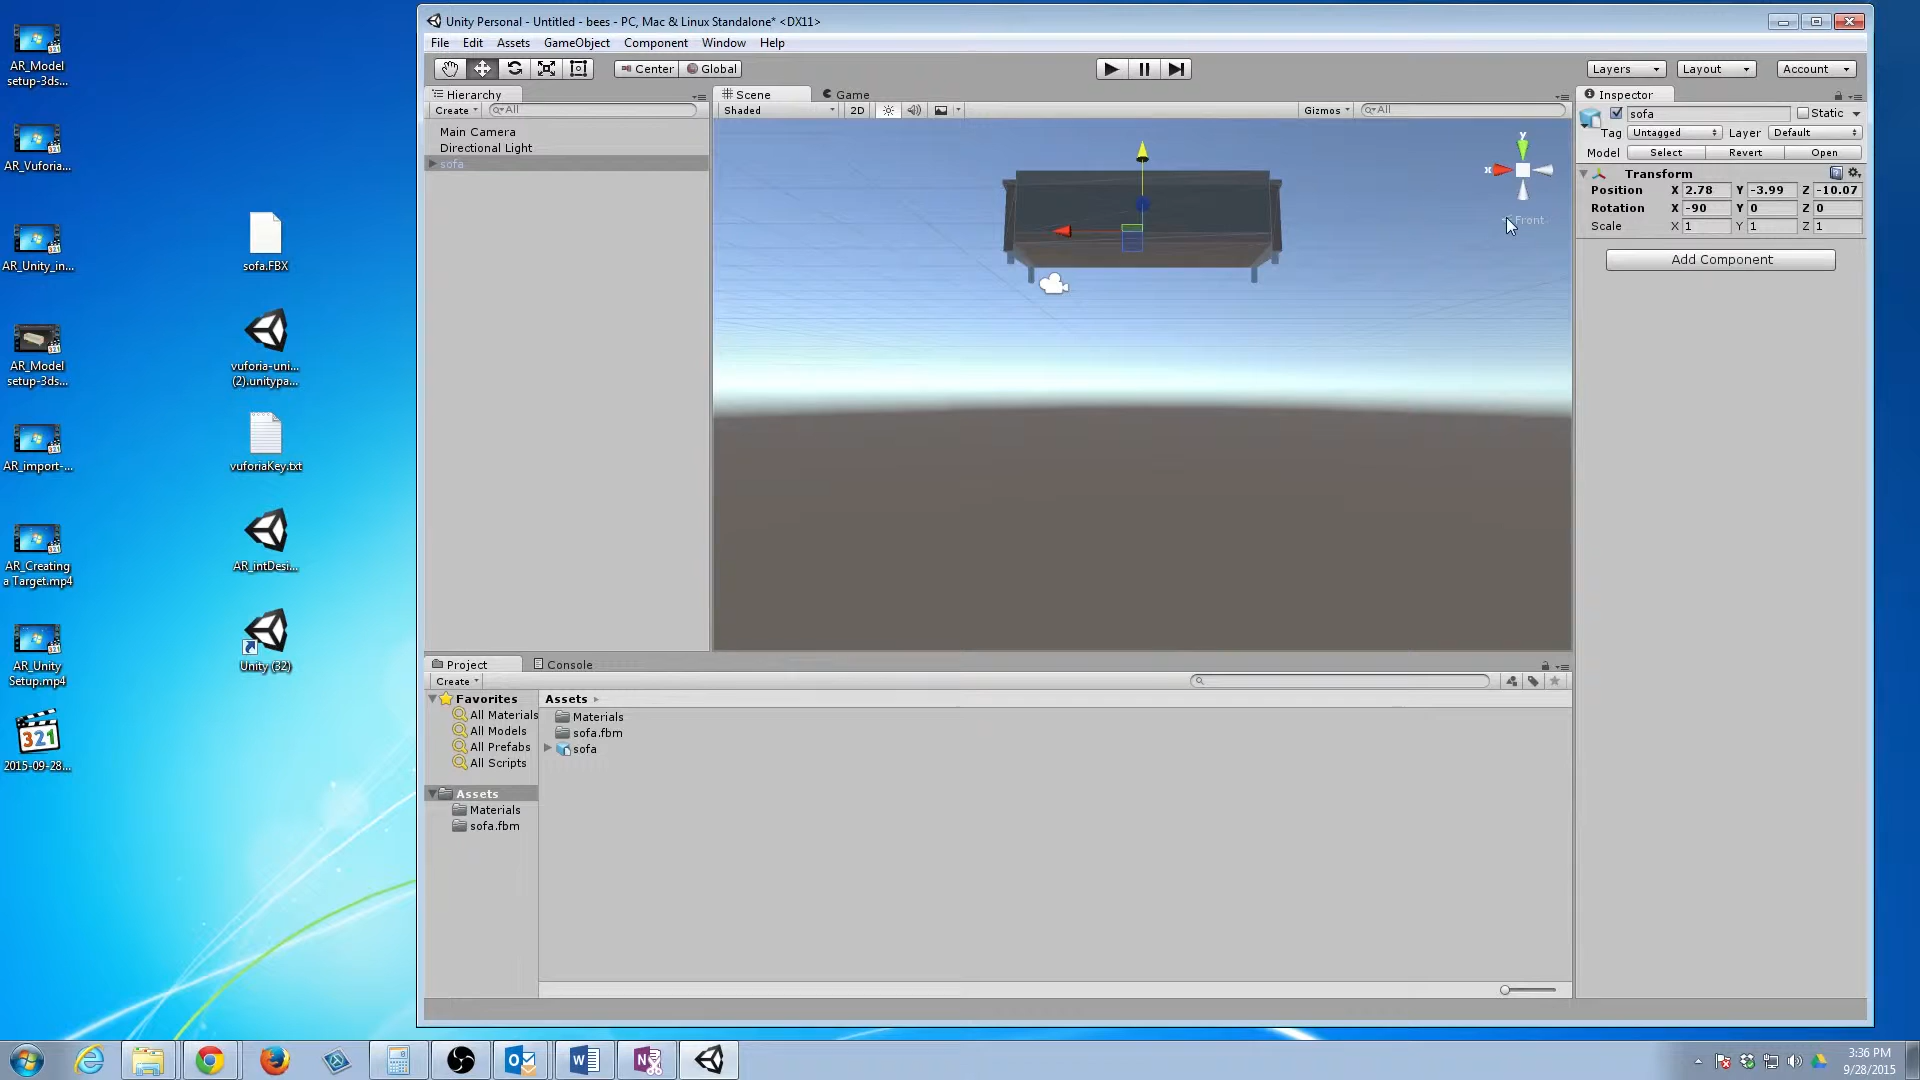 Unity Personal - Untitled - bees - PC, Mac & Linux Standalone* <DX11>
File Edit Assets GameObject Component Window Help
Center Global
Layers Layout Account
Hierarchy
Create All
Main Camera
Directional Light
sofa
Scene Game
Shaded 2D Gizmos All
y
x
Front
Inspector
sofa Static
Tag Untagged Layer Default
Model Select Revert Open
Transform
Position X 2.78 Y -3.99 Z -10.07
Rotation X -90 Y 0 Z 0
Scale X 1 Y 1 Z 1
Add Component
Project Console
Create
Favorites
All Materials
All Models
All Prefabs
All Scripts
Assets
Materials
sofa.fbm
Assets
Materials
sofa.fbm
sofa
AR_Model
setup-3ds...
AR_Vuforia...
AR_Unity_in...
AR_Model
setup-3ds...
AR_import-...
AR_Creating
a Target.mp4
AR_Unity
Setup.mp4
321
2015-09-28...
sofa.FBX
vuforia-uni...
(2).unitypa...
vuforiaKey.txt
AR_intDesi...
Unity (32)
3:36 PM
9/28/2015